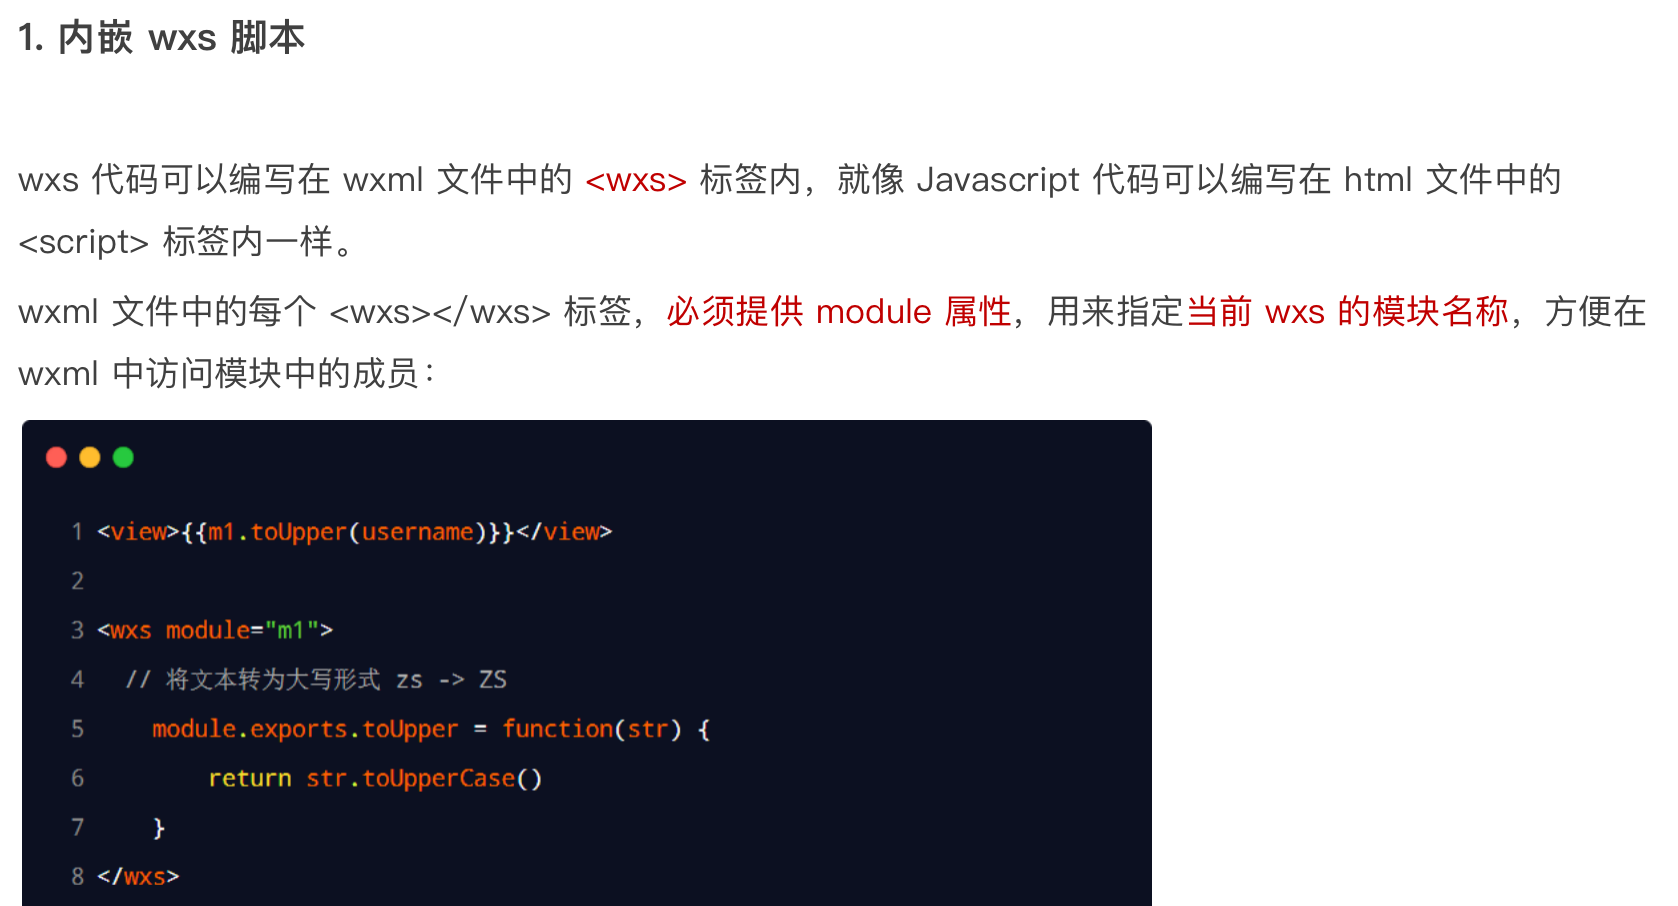 1. 内嵌 wxs 脚本
wxs 代码可以编写在 wxml 文件中的 <wxs> 标签内，就像 Javascript 代码可以编写在 html 文件中的
<script> 标签内一样。
wxml 文件中的每个 <wxs></wxs> 标签，必须提供 module 属性，用来指定当前 wxs 的模块名称，方便在
wxml 中访问模块中的成员：
1 <view>{{m1.toUpper(username)}}</view>
2
3 <wxs module="m1">
4   // 将文本转为大写形式 zs -> ZS
5     module.exports.toUpper = function(str) {
6         return str.toUpperCase()
7     }
8 </wxs>